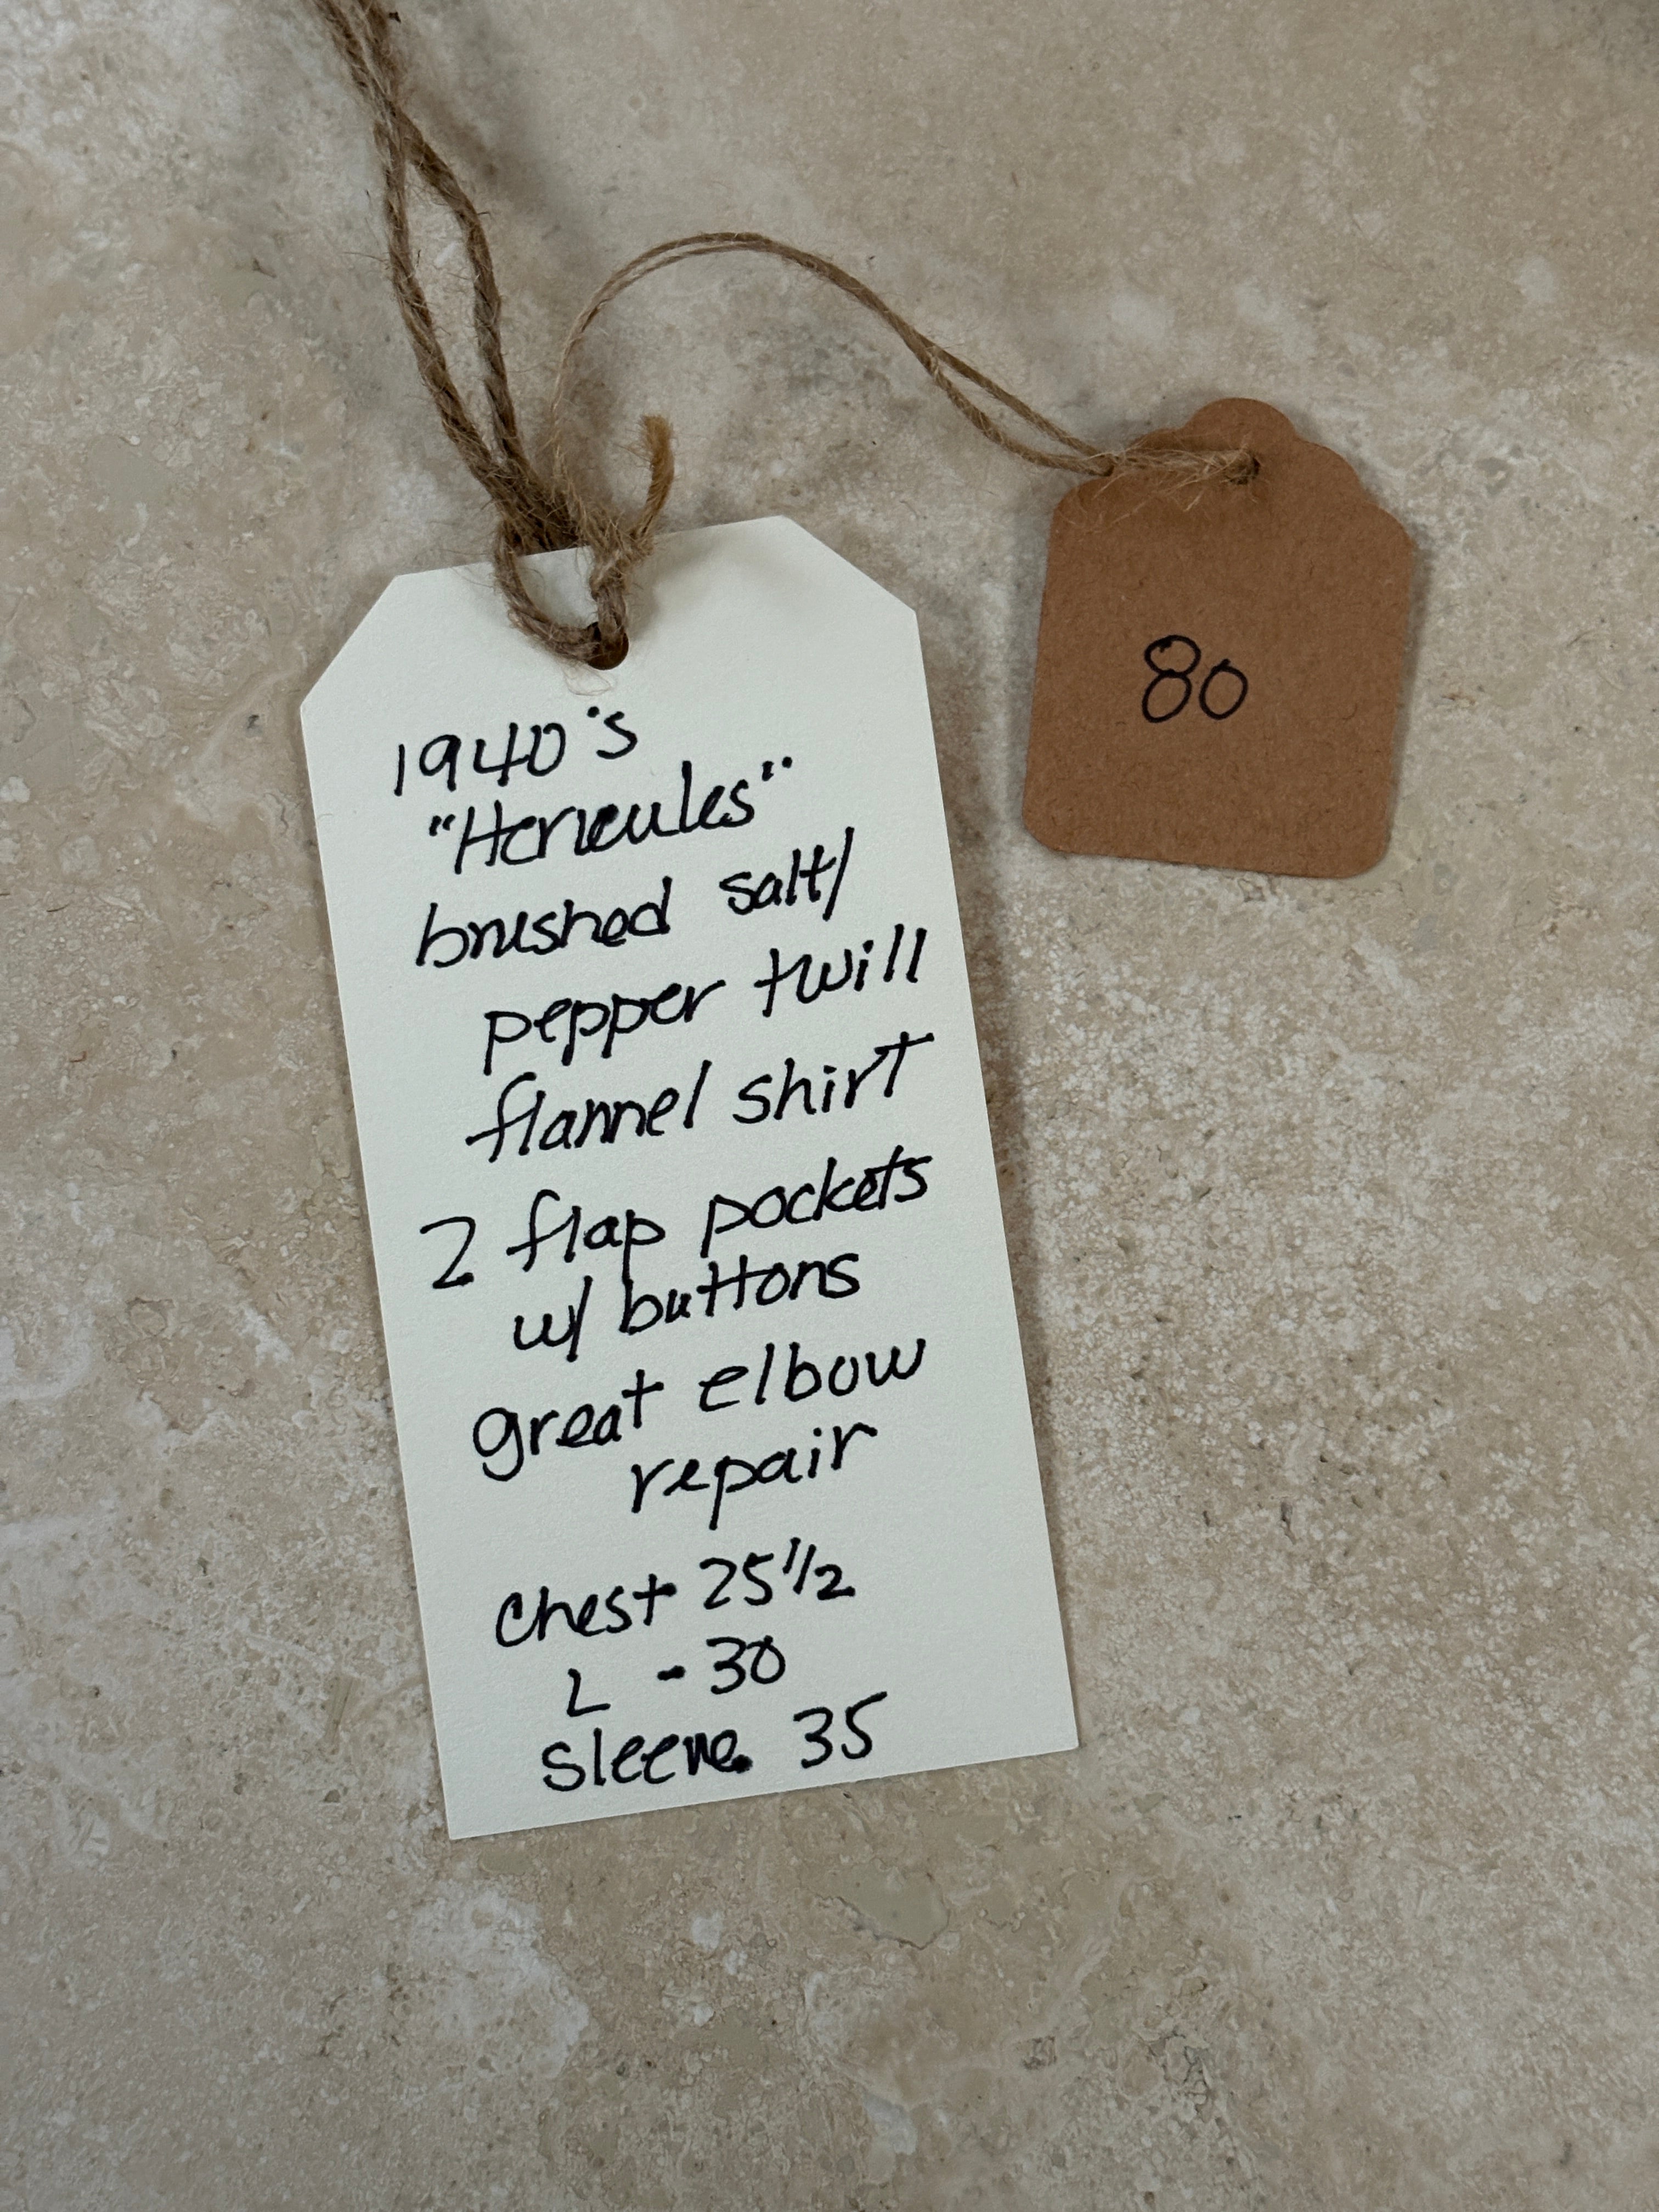 1940's
"Hercules"
brushed salt/
pepper twill
flannel shirt
2 flap pockets
w/ buttons
great elbow
repair
chest 25 1/2
L - 30
sleeve 35
80